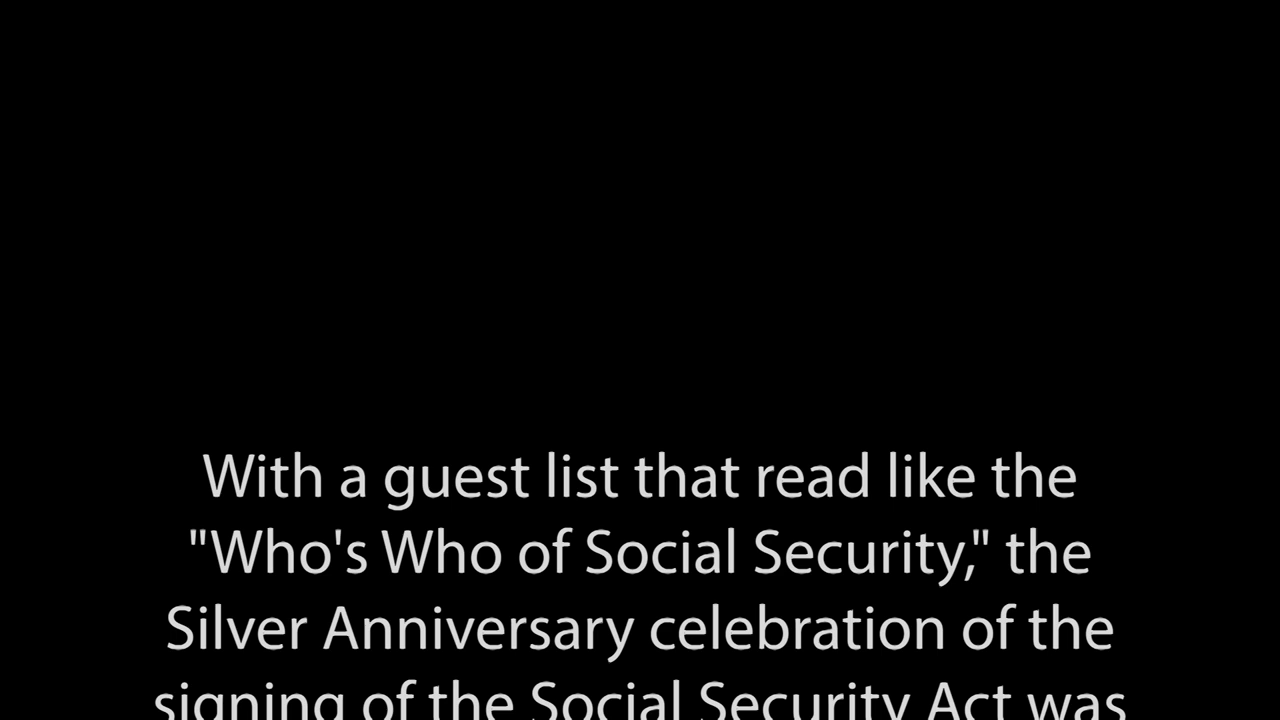 With a guest list that read like the
"Who's Who of Social Security," the
Silver Anniversary celebration of the
signing of the Social Security Act was